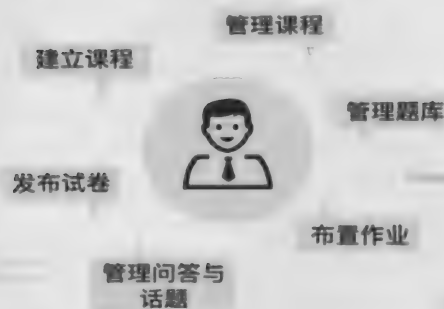 管理课程
建立课程
管理题库
发布试卷
布置作业
管理问答与
话题